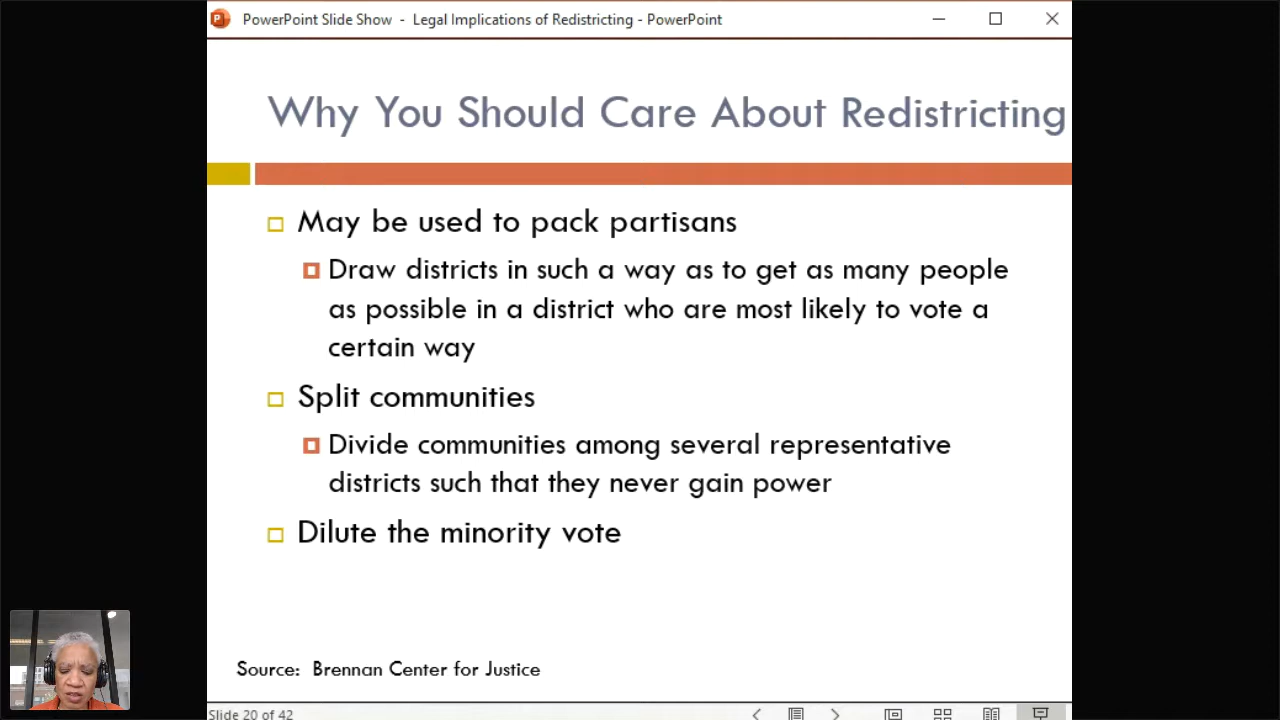 PowerPoint Slide Show - Legal Implications of Redistricting - PowerPoint
Why You Should Care About Redistricting
May be used to pack partisans
Draw districts in such a way as to get as many people
as possible in a district who are most likely to vote a
certain way
Split communities
Divide communities among several representative
districts such that they never gain power
Dilute the minority vote
Source: Brennan Center for Justice
Slide 20 of 42